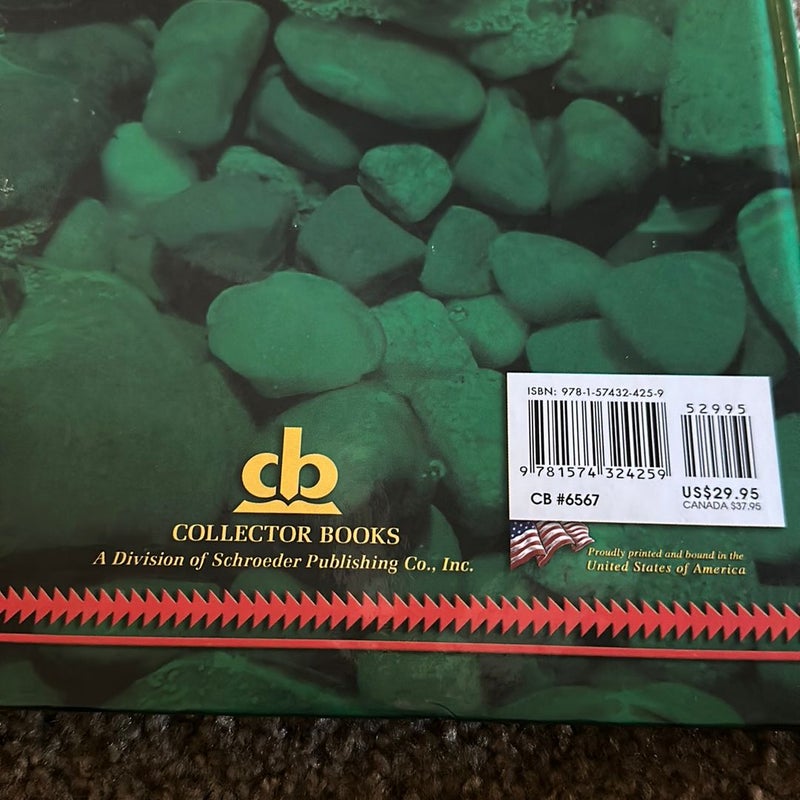 ISBN: 978-1-57432-425-9
52995
9 781574 324259
CB #6567
US$29.95
CANADA $37.95
cb
COLLECTOR BOOKS
A Division of Schroeder Publishing Co., Inc.
Proudly printed and bound in the
United States of America